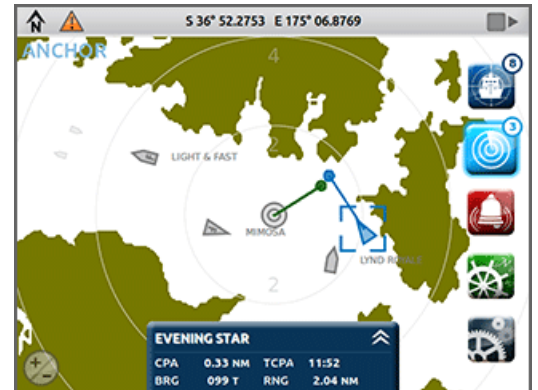 S 36° 52.2753 E 175° 06.8769
ANCHOR
4
8
2
3
LIGHT & FAST
MIMOSA
LYND ROYALE
2
EVENING STAR
CPA 0.33 NM TCPA 11:52
BRG 099 T RNG 2.04 NM